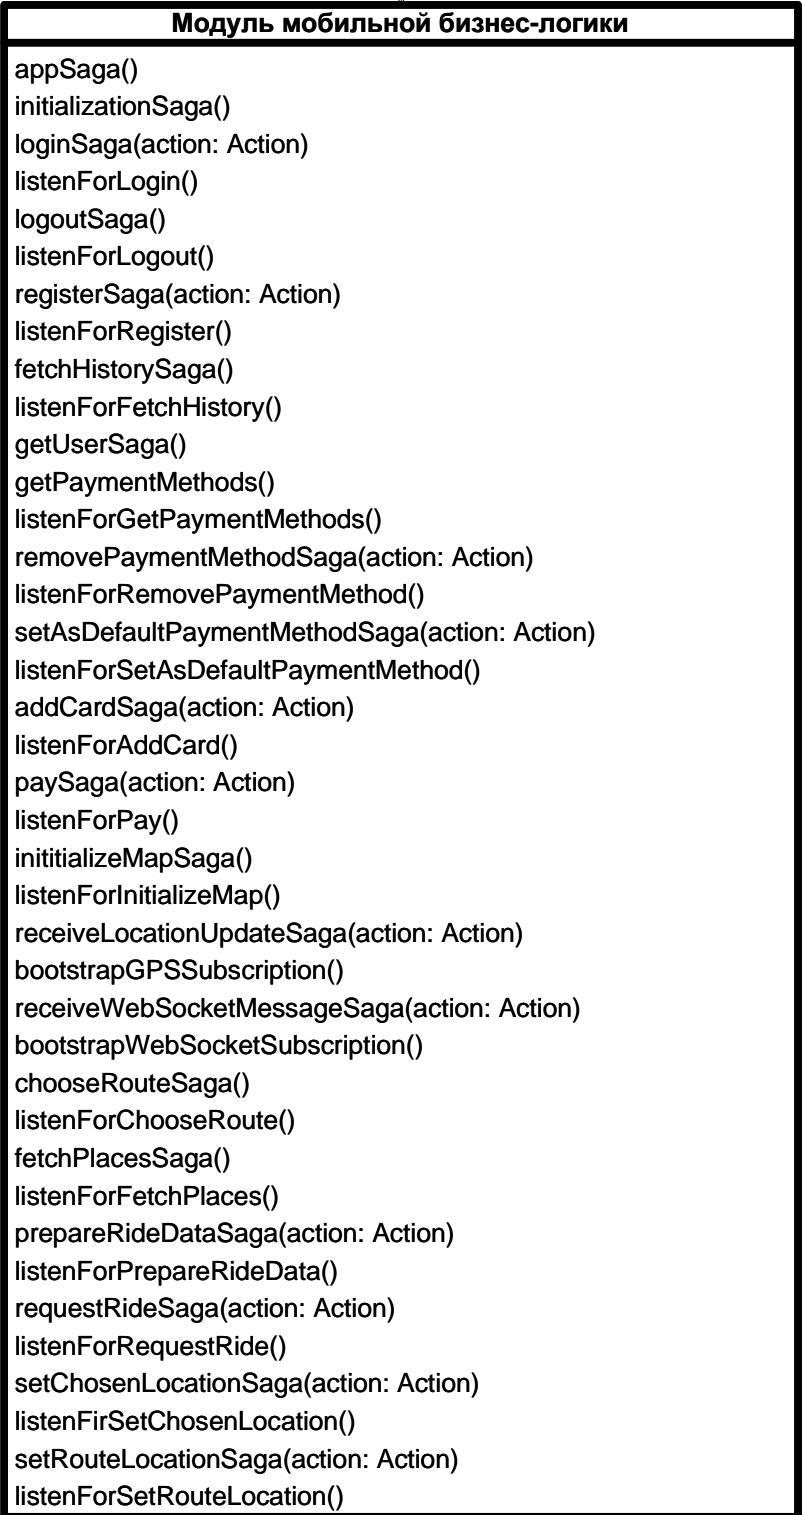 Модуль мобильной бизнес-логики
appSaga()
initializationSaga()
loginSaga(action: Action)
listenForLogin()
logoutSaga()
listenForLogout()
registerSaga(action: Action)
listenForRegister()
fetchHistorySaga()
listenForFetchHistory()
getUserSaga()
getPaymentMethods()
listenForGetPaymentMethods()
removePaymentMethodSaga(action: Action)
listenForRemovePaymentMethod()
setAsDefaultPaymentMethodSaga(action: Action)
listenForSetAsDefaultPaymentMethod()
addCardSaga(action: Action)
listenForAddCard()
paySaga(action: Action)
listenForPay()
inititializeMapSaga()
listenForInitializeMap()
receiveLocationUpdateSaga(action: Action)
bootstrapGPSSubscription()
receiveWebSocketMessageSaga(action: Action)
bootstrapWebSocketSubscription()
chooseRouteSaga()
listenForChooseRoute()
fetchPlacesSaga()
listenForFetchPlaces()
prepareRideDataSaga(action: Action)
listenForPrepareRideData()
requestRideSaga(action: Action)
listenForRequestRide()
setChosenLocationSaga(action: Action)
listenFirSetChosenLocation()
setRouteLocationSaga(action: Action)
listenForSetRouteLocation()